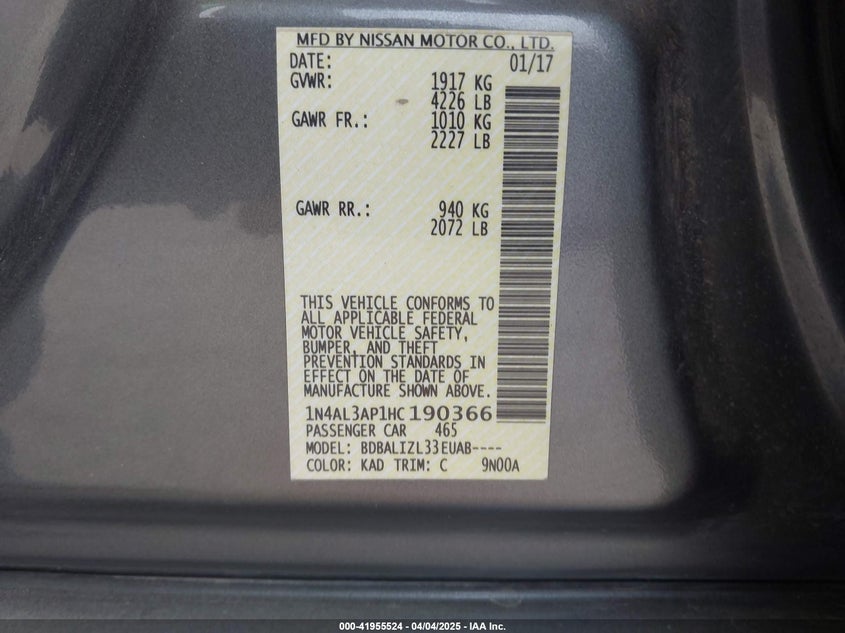 MFD BY NISSAN MOTOR CO., LTD.
DATE: 01/17
GVWR: 1917 KG
4226 LB
GAWR FR.: 1010 KG
2227 LB
GAWR RR.: 940 KG
2072 LB
THIS VEHICLE CONFORMS TO
ALL APPLICABLE FEDERAL
MOTOR VEHICLE SAFETY,
BUMPER, AND THEFT
PREVENTION STANDARDS IN
EFFECT ON THE DATE OF
MANUFACTURE SHOWN ABOVE.
1N4AL3AP1HC190366
PASSENGER CAR 465
MODEL: BDBALIZL33EUAB----
COLOR: KAD TRIM: C 9N00A
000-41955524 - 04/04/2025 - IAA Inc.